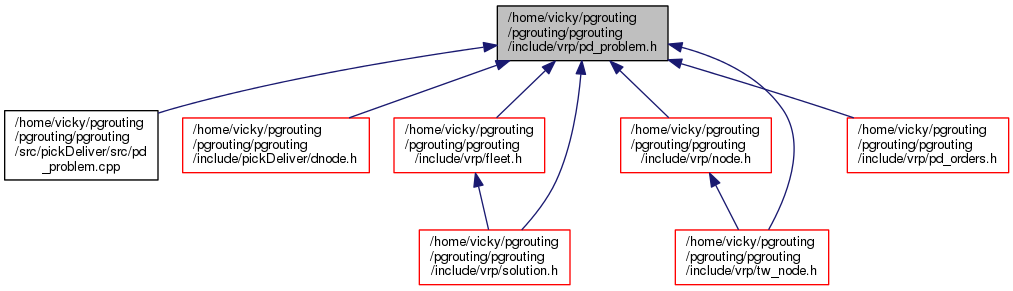 /home/vicky/pgrouting
/pgrouting/pgrouting
/include/vrp/pd_problem.h
/home/vicky/pgrouting
/pgrouting/pgrouting
/src/pickDeliver/src/pd
_problem.cpp
/home/vicky/pgrouting
/pgrouting/pgrouting
/include/pickDeliver/dnode.h
/home/vicky/pgrouting
/pgrouting/pgrouting
/include/vrp/fleet.h
/home/vicky/pgrouting
/pgrouting/pgrouting
/include/vrp/node.h
/home/vicky/pgrouting
/pgrouting/pgrouting
/include/vrp/pd_orders.h
/home/vicky/pgrouting
/pgrouting/pgrouting
/include/vrp/solution.h
/home/vicky/pgrouting
/pgrouting/pgrouting
/include/vrp/tw_node.h